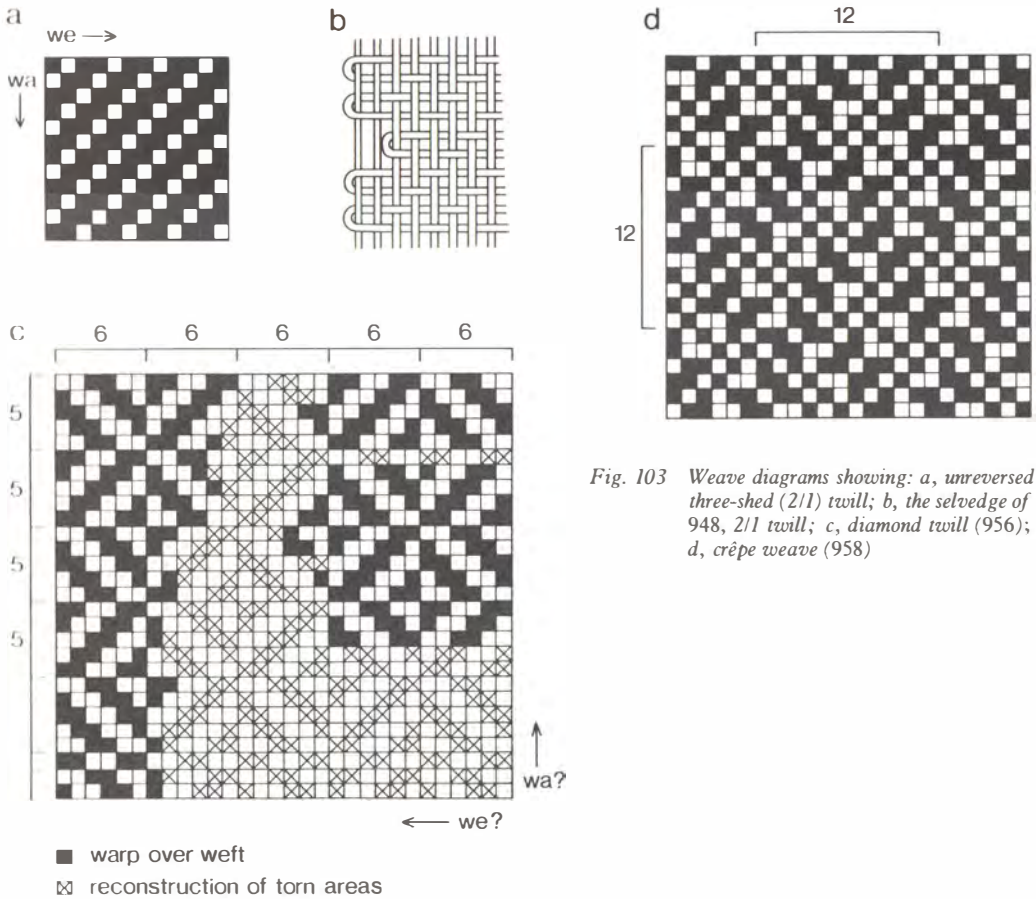 a
we →
wa
↓
b
d
12
12
c
6 6 6 6 6
5
5
5
5
wa?
← we?
■ warp over weft
☒ reconstruction of torn areas
Fig. 103 Weave diagrams showing: a, unreversed
three-shed (2/1) twill; b, the selvedge of
948, 2/1 twill; c, diamond twill (956);
d, crêpe weave (958)